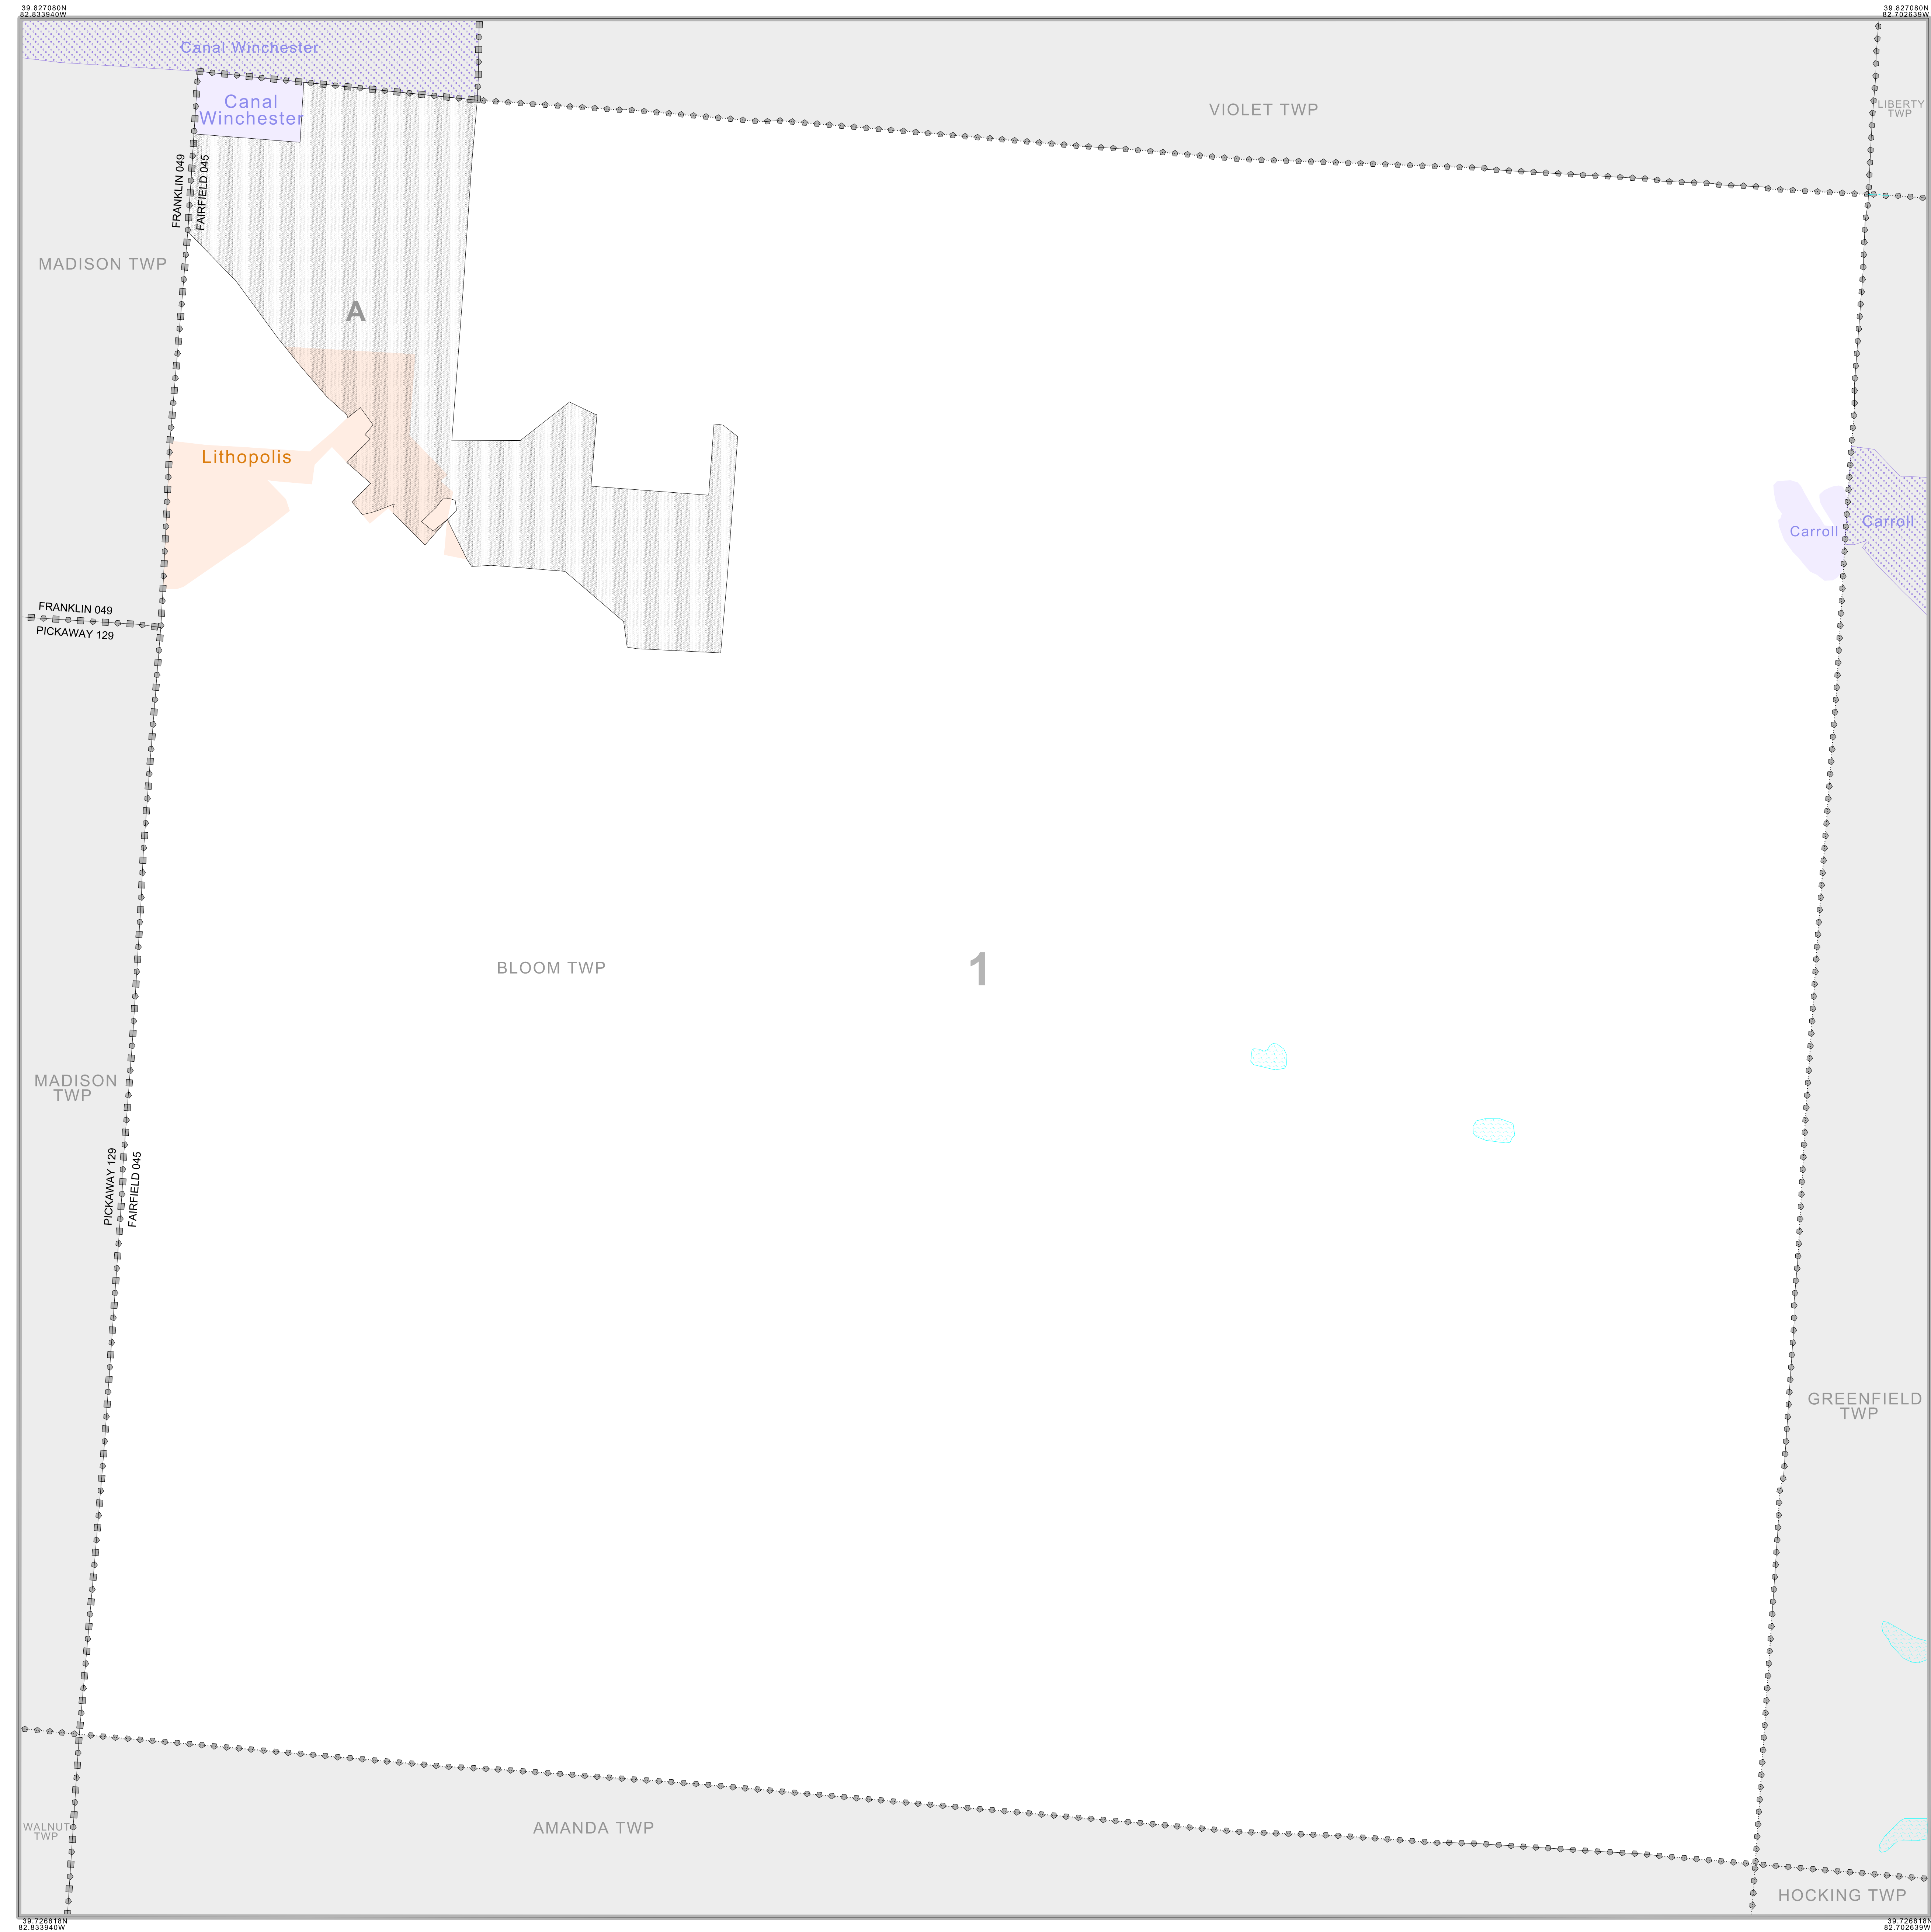 39.827080N
82.833940W
39.827080N
82.702639W
Canal Winchester
Canal
Winchester
VIOLET TWP
LIBERTY
TWP
FRANKLIN 049
FAIRFIELD 045
MADISON TWP
A
Lithopolis
Carroll
Carroll
FRANKLIN 049
PICKAWAY 129
BLOOM TWP
1
MADISON
TWP
PICKAWAY 129
FAIRFIELD 045
GREENFIELD
TWP
WALNUT
TWP
AMANDA TWP
HOCKING TWP
39.726818N
82.833940W
39.726818N
82.702639W